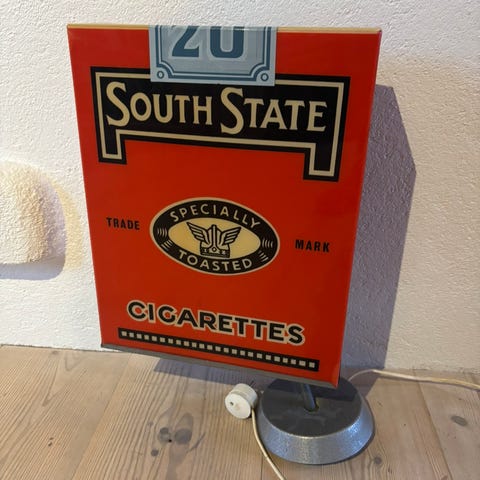 20
SOUTH STATE
TRADE
SPECIALLY
TOASTED
MARK
CIGARETTES